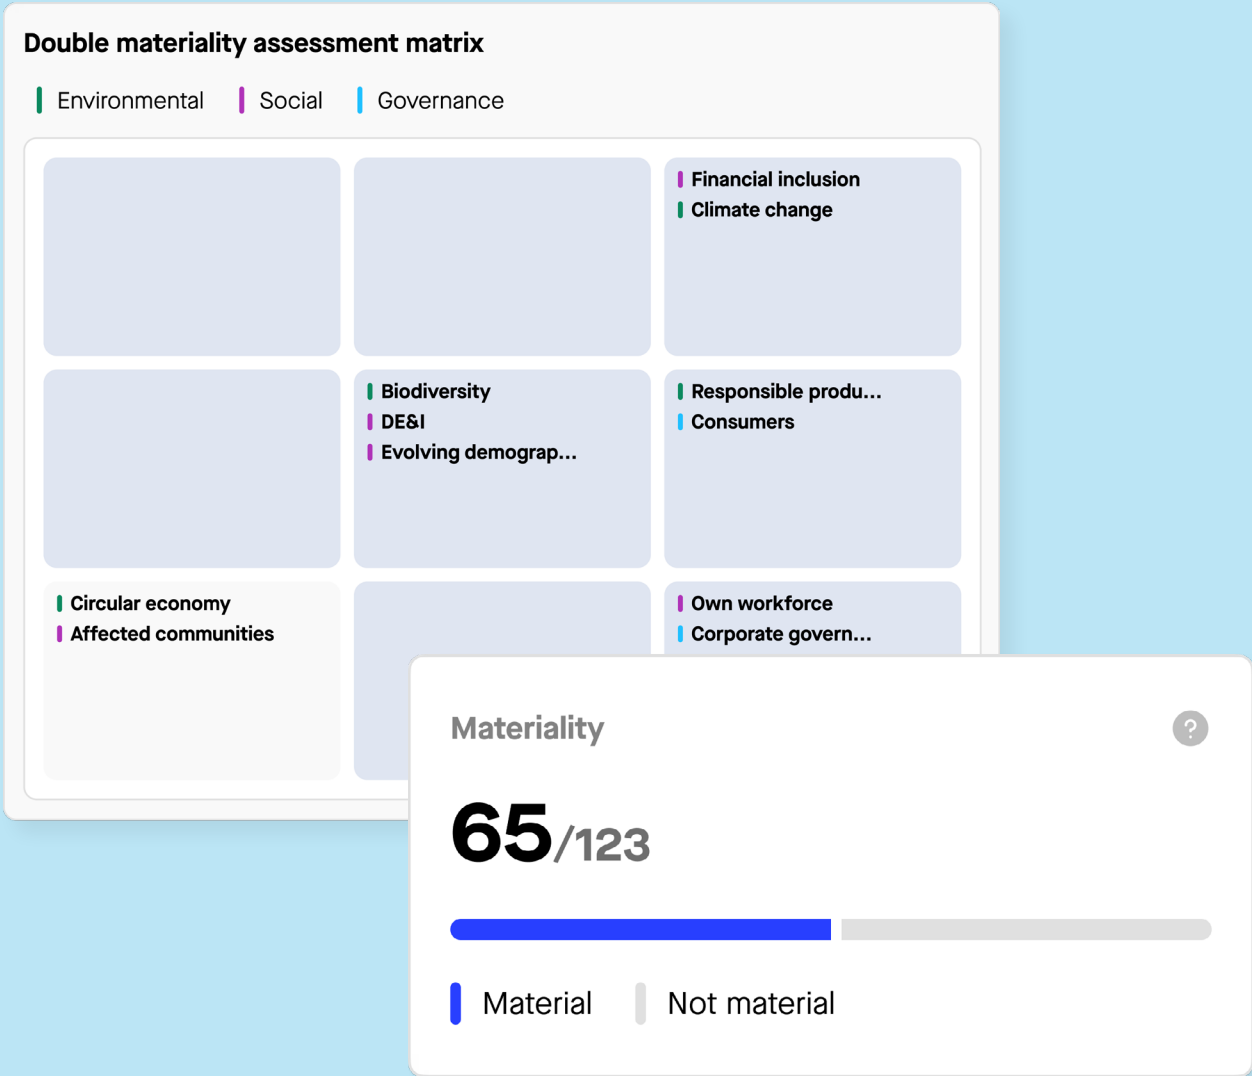 Double materiality assessment matrix
Environmental Social Governance
Financial inclusion
Climate change
Biodiversity
DE&I
Evolving demograp...
Responsible produ...
Consumers
Circular economy
Affected communities
Own workforce
Corporate govern...
Materiality ?
65/123
Material Not material